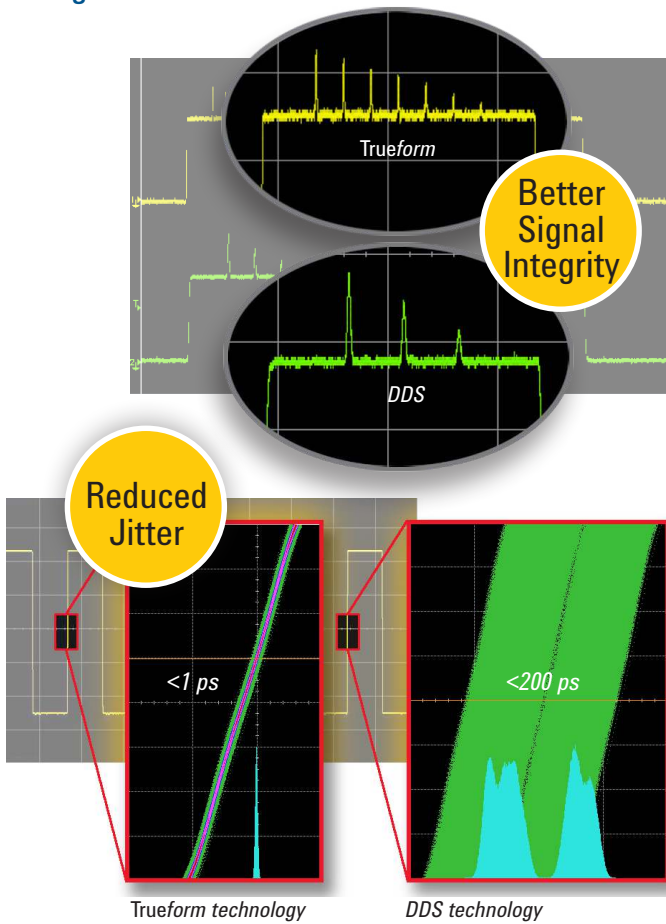 Trueform
Better
Signal
Integrity
DDS
Reduced
Jitter
<1 ps
<200 ps
Trueform technology
DDS technology